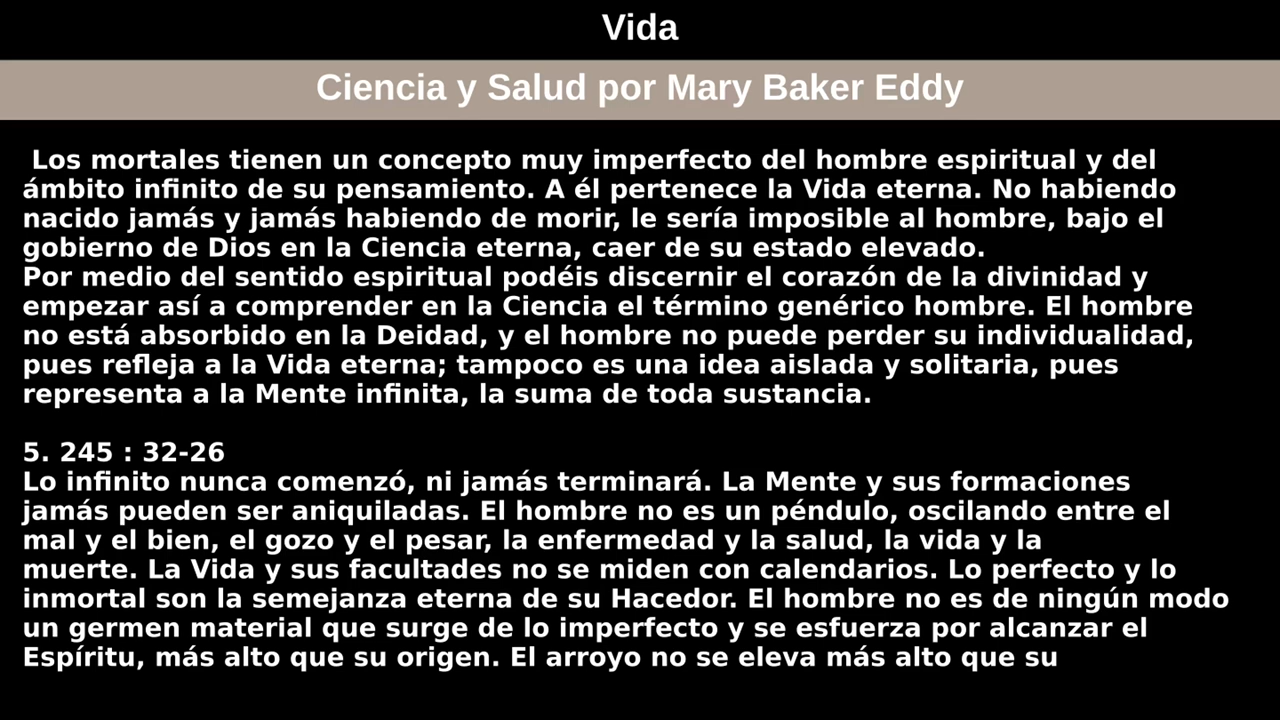 Vida
Ciencia y Salud por Mary Baker Eddy
Los mortales tienen un concepto muy imperfecto del hombre espiritual y del
ámbito infinito de su pensamiento. A él pertenece la Vida eterna. No habiendo
nacido jamás y jamás habiendo de morir, le sería imposible al hombre, bajo el
gobierno de Dios en la Ciencia eterna, caer de su estado elevado.
Por medio del sentido espiritual podéis discernir el corazón de la divinidad y
empezar así a comprender en la Ciencia el término genérico hombre. El hombre
no está absorbido en la Deidad, y el hombre no puede perder su individualidad,
pues refleja a la Vida eterna; tampoco es una idea aislada y solitaria, pues
representa a la Mente infinita, la suma de toda sustancia.
5. 245 : 32-26
Lo infinito nunca comenzó, ni jamás terminará. La Mente y sus formaciones
jamás pueden ser aniquiladas. El hombre no es un péndulo, oscilando entre el
mal y el bien, el gozo y el pesar, la enfermedad y la salud, la vida y la
muerte. La Vida y sus facultades no se miden con calendarios. Lo perfecto y lo
inmortal son la semejanza eterna de su Hacedor. El hombre no es de ningún modo
un germen material que surge de lo imperfecto y se esfuerza por alcanzar el
Espíritu, más alto que su origen. El arroyo no se eleva más alto que su